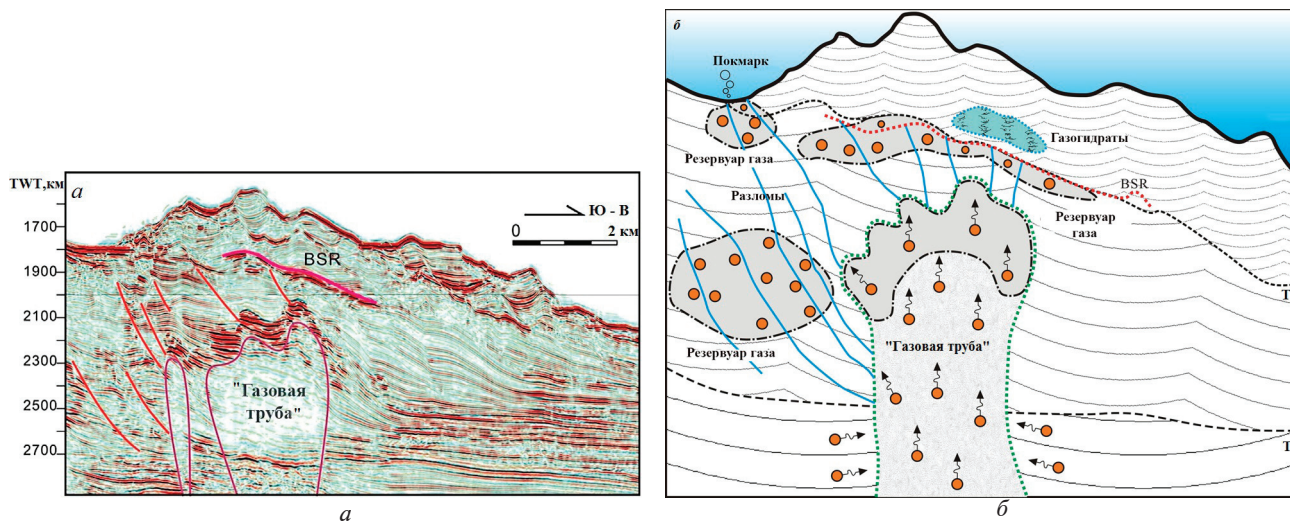 TWT,км
а
1700
1900
2100
2300
2500
2700
BSR
"Газовая
труба"
Ю - В
0
2 км
а
б
Покмарк
Резервуар газа
Газогидраты
BSR
Разломы
Резервуар
газа
Резервуар газа
"Газовая труба"
Т
Т
б